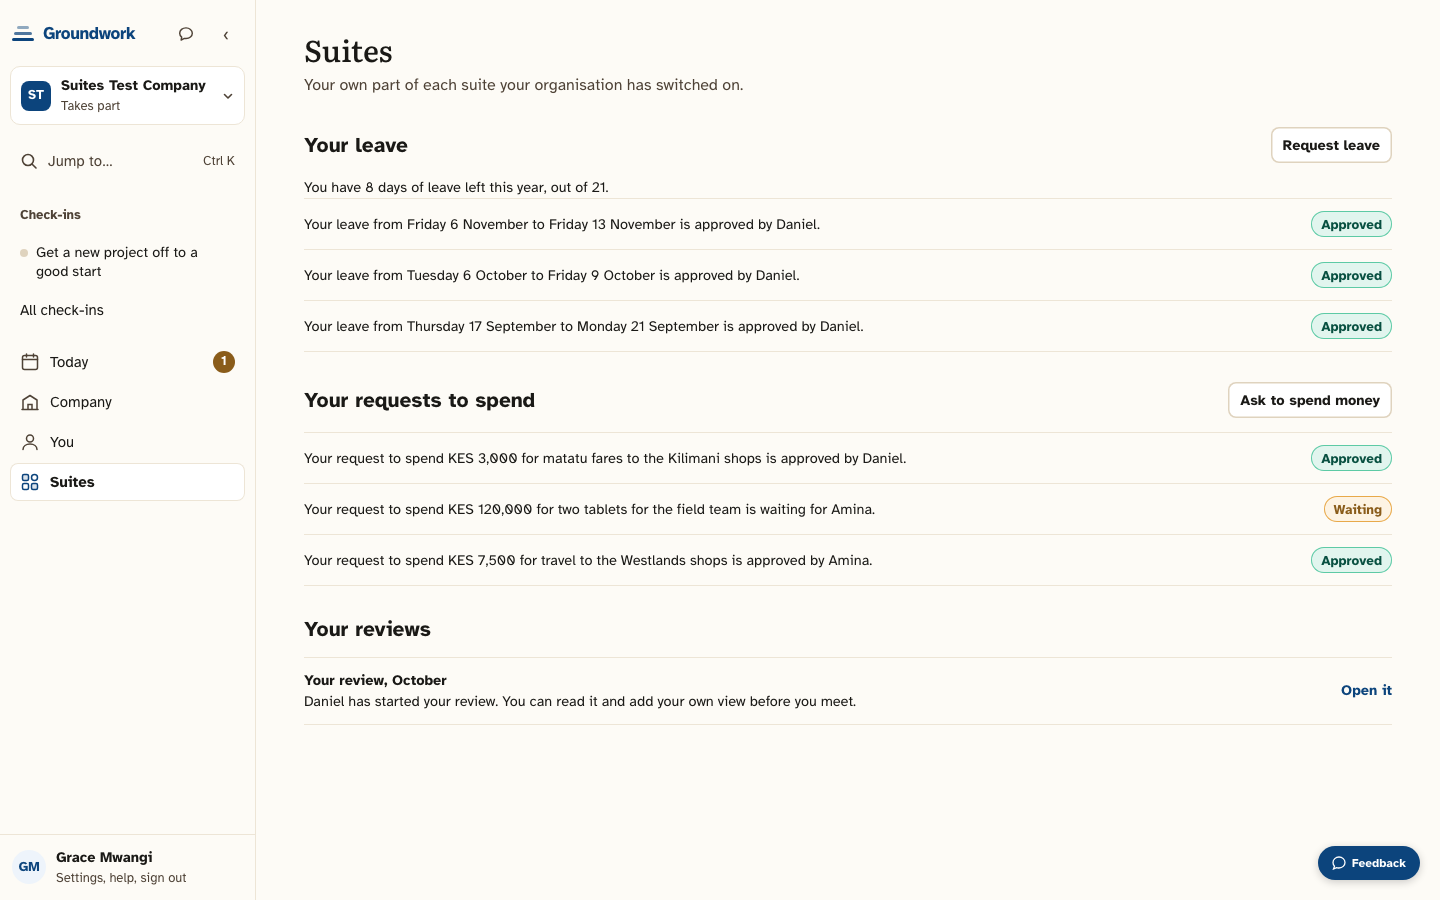 Groundwork
ST
Suites Test Company
Takes part
Jump to...
Ctrl K
Check-ins
Get a new project off to a
good start
All check-ins
Today
1
Company
You
Suites
GM
Grace Mwangi
Settings, help, sign out
Suites
Your own part of each suite your organisation has switched on.
Your leave
Request leave
You have 8 days of leave left this year, out of 21.
Your leave from Friday 6 November to Friday 13 November is approved by Daniel.
Approved
Your leave from Tuesday 6 October to Friday 9 October is approved by Daniel.
Approved
Your leave from Thursday 17 September to Monday 21 September is approved by Daniel.
Approved
Your requests to spend
Ask to spend money
Your request to spend KES 3,000 for matatu fares to the Kilimani shops is approved by Daniel.
Approved
Your request to spend KES 120,000 for two tablets for the field team is waiting for Amina.
Waiting
Your request to spend KES 7,500 for travel to the Westlands shops is approved by Amina.
Approved
Your reviews
Your review, October
Daniel has started your review. You can read it and add your own view before you meet.
Open it
Feedback